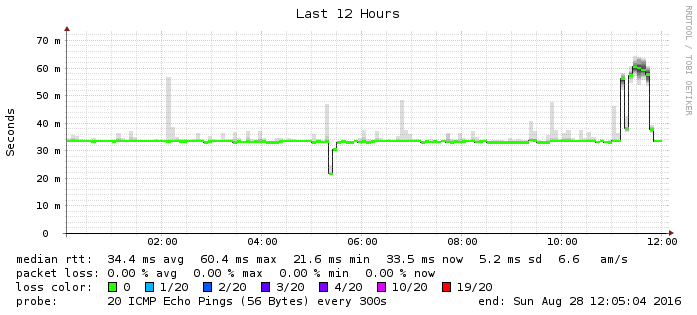 Last 12 Hours
RRDTOOL / TOBI OETIKER
Seconds
70 m
60 m
50 m
40 m
30 m
20 m
10 m
0
02:00 04:00 06:00 08:00 10:00 12:00
median rtt: 34.4 ms avg 60.4 ms max 21.6 ms min 33.5 ms now 5.2 ms sd 6.6 am/s
packet loss: 0.00 % avg 0.00 % max 0.00 % min 0.00 % now
loss color: 0 1/20 2/20 3/20 4/20 10/20 19/20
probe: 20 ICMP Echo Pings (56 Bytes) every 300s end: Sun Aug 28 12:05:04 2016